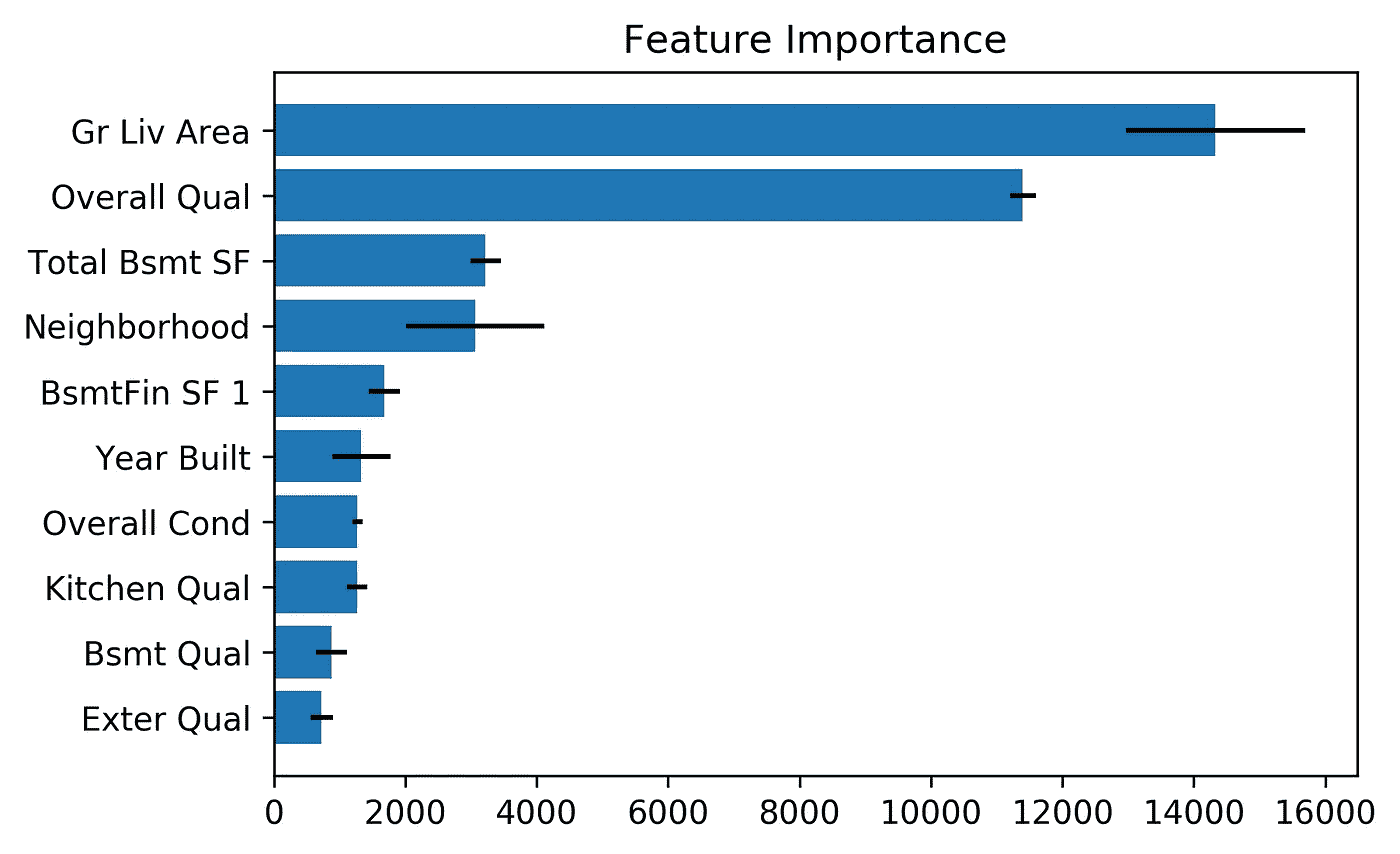 Feature Importance
Gr Liv Area
Overall Qual
Total Bsmt SF
Neighborhood
BsmtFin SF 1
Year Built
Overall Cond
Kitchen Qual
Bsmt Qual
Exter Qual
0 2000 4000 6000 8000 10000 12000 14000 16000